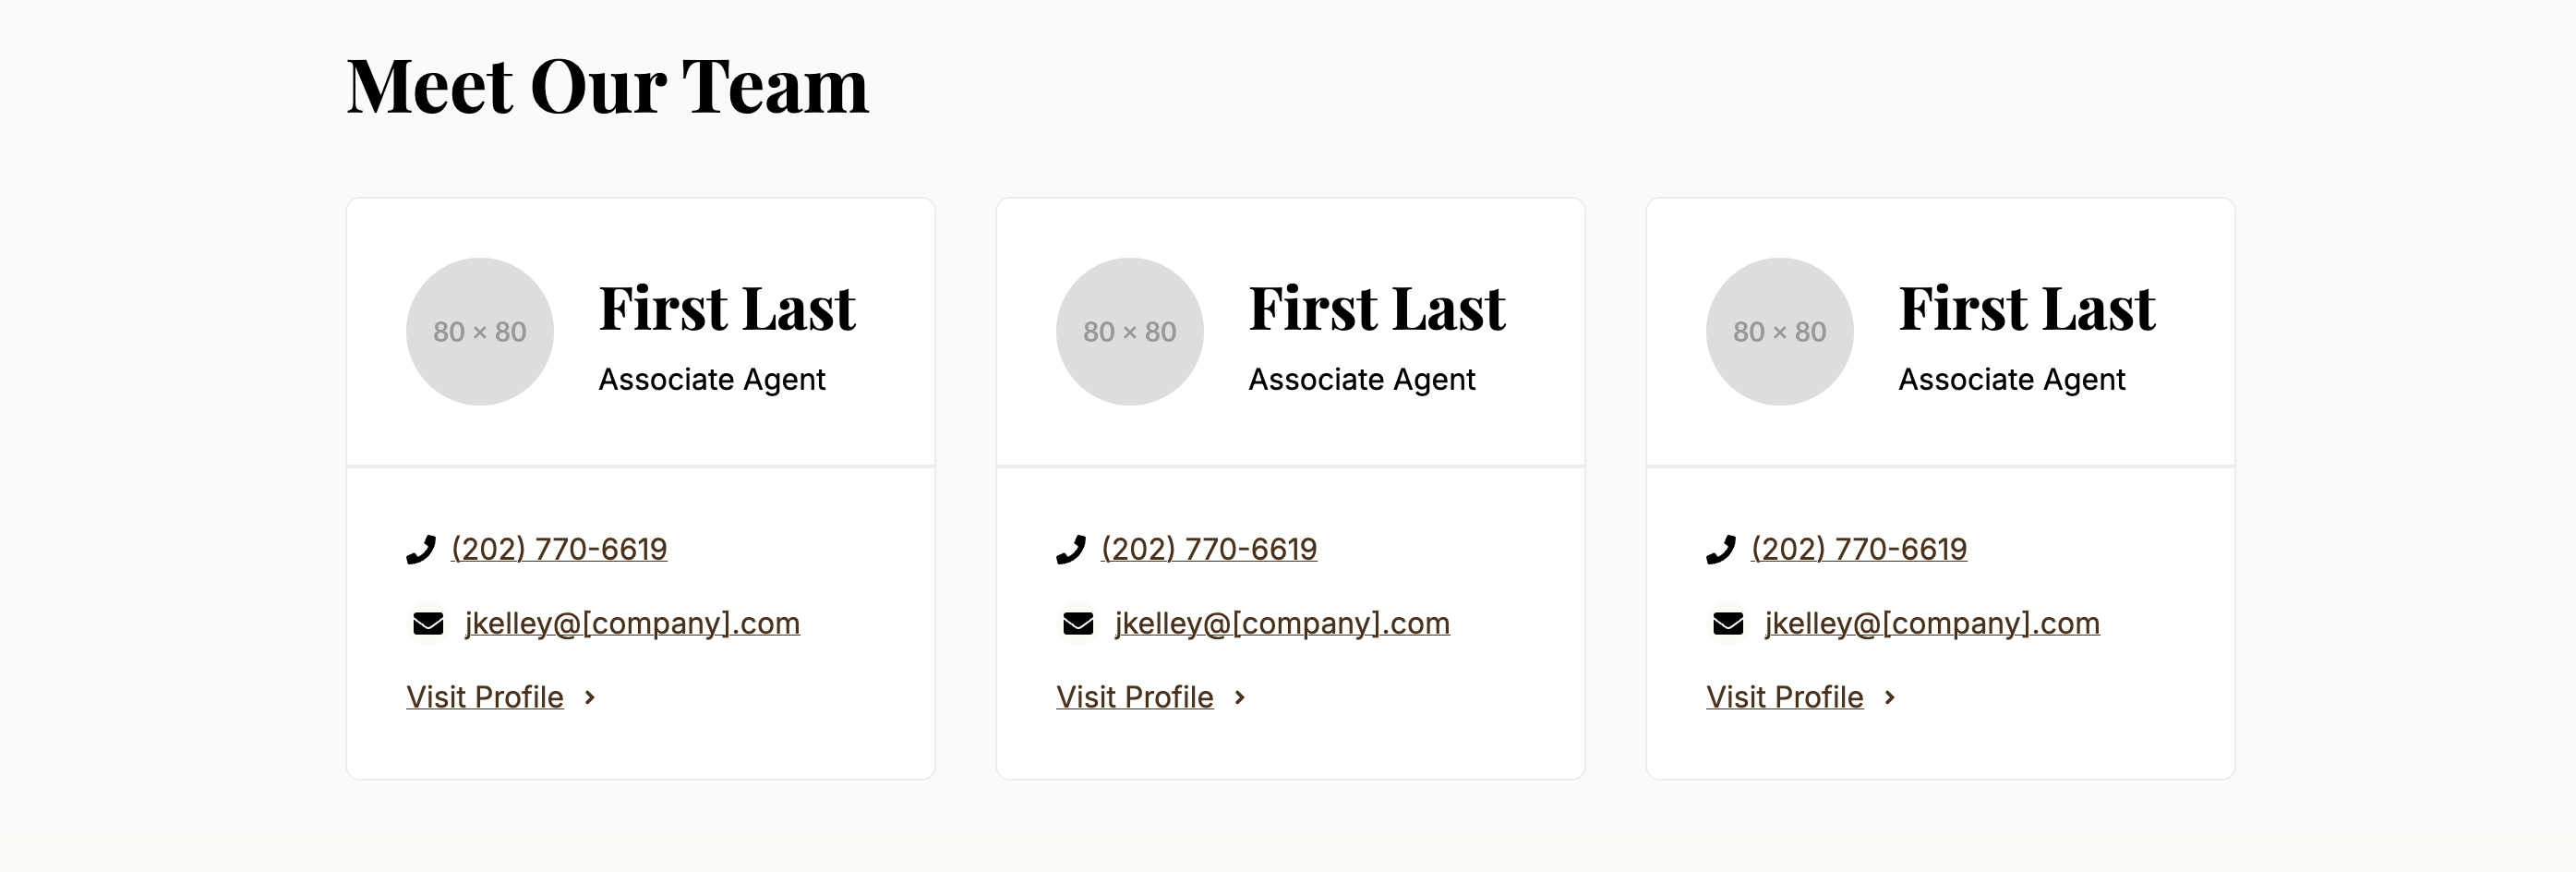 Meet Our Team
80 × 80
First Last
Associate Agent
(202) 770-6619
jkelley@[company].com
Visit Profile
80 × 80
First Last
Associate Agent
(202) 770-6619
jkelley@[company].com
Visit Profile
80 × 80
First Last
Associate Agent
(202) 770-6619
jkelley@[company].com
Visit Profile